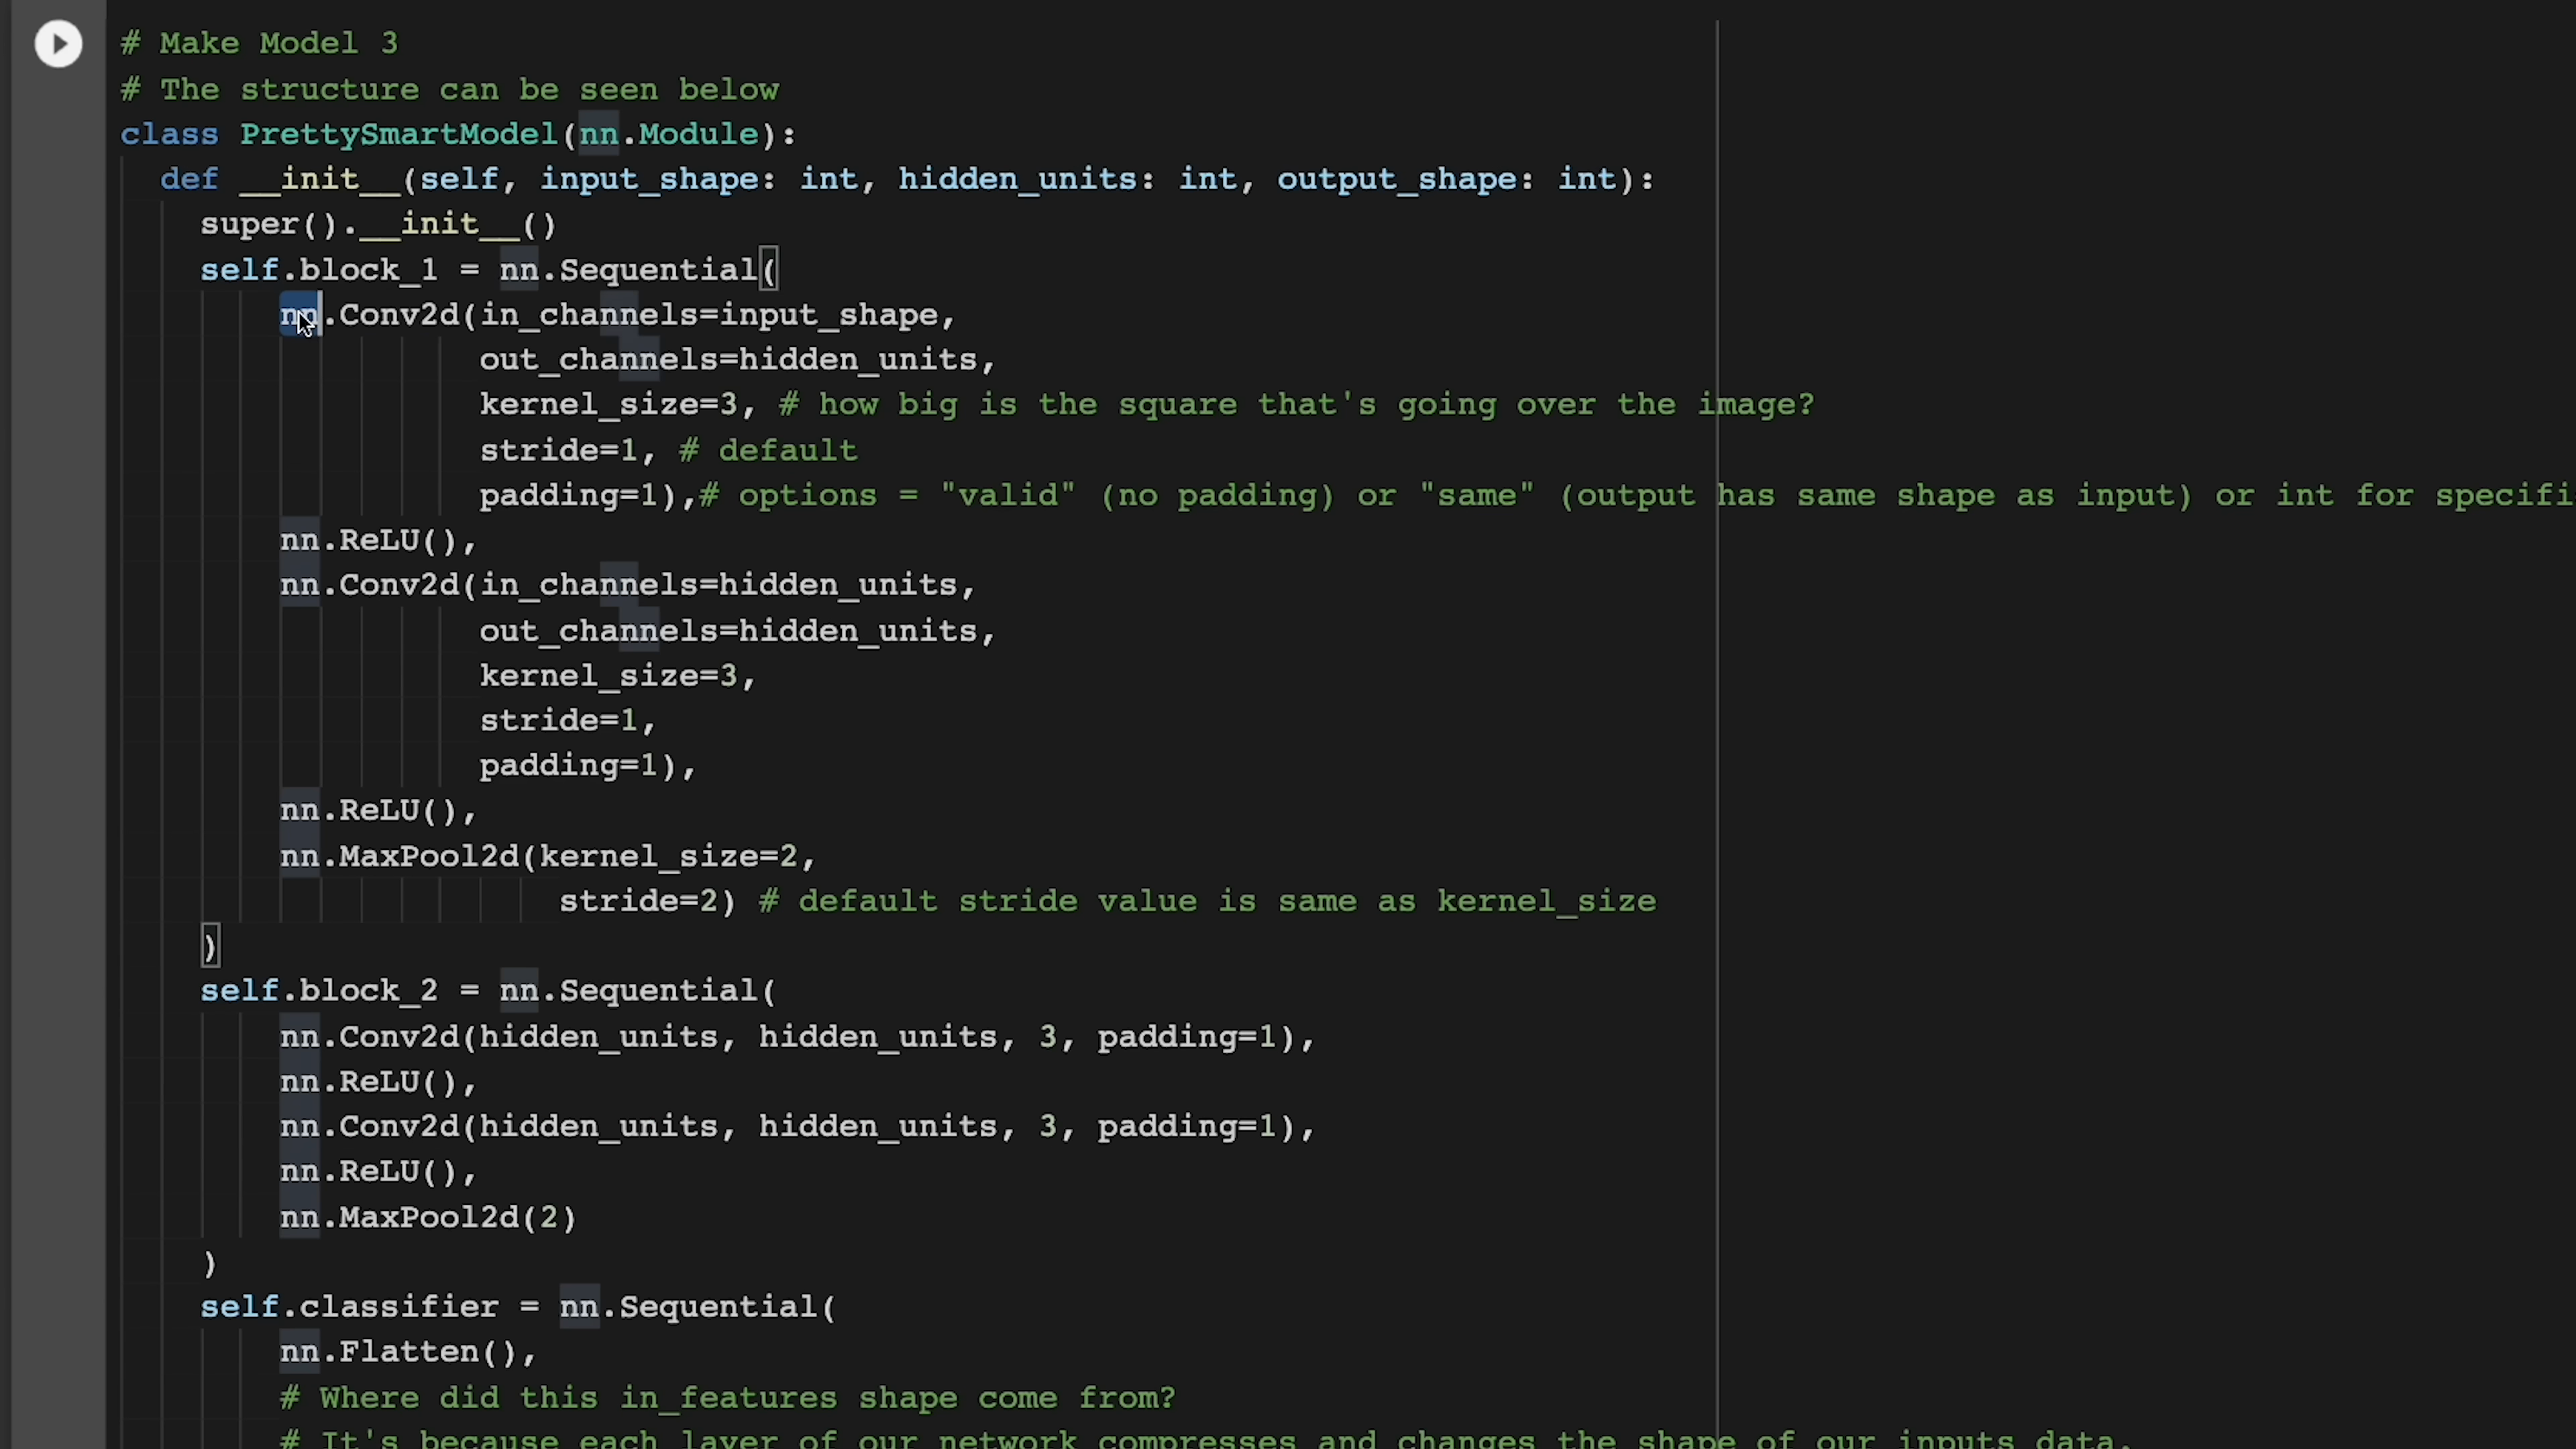 # Make Model 3
# The structure can be seen below
class PrettySmartModel(nn.Module):
  def __init__(self, input_shape: int, hidden_units: int, output_shape: int):
    super().__init__()
    self.block_1 = nn.Sequential(
        nn.Conv2d(in_channels=input_shape,
                  out_channels=hidden_units,
                  kernel_size=3, # how big is the square that's going over the image?
                  stride=1, # default
                  padding=1),# options = "valid" (no padding) or "same" (output has same shape as input) or int for specifi
        nn.ReLU(),
        nn.Conv2d(in_channels=hidden_units,
                  out_channels=hidden_units,
                  kernel_size=3,
                  stride=1,
                  padding=1),
        nn.ReLU(),
        nn.MaxPool2d(kernel_size=2,
                      stride=2) # default stride value is same as kernel_size
    )
    self.block_2 = nn.Sequential(
        nn.Conv2d(hidden_units, hidden_units, 3, padding=1),
        nn.ReLU(),
        nn.Conv2d(hidden_units, hidden_units, 3, padding=1),
        nn.ReLU(),
        nn.MaxPool2d(2)
    )
    self.classifier = nn.Sequential(
        nn.Flatten(),
        # Where did this in_features shape come from?
        # It's because each layer of our network compresses and changes the shape of our inputs data.